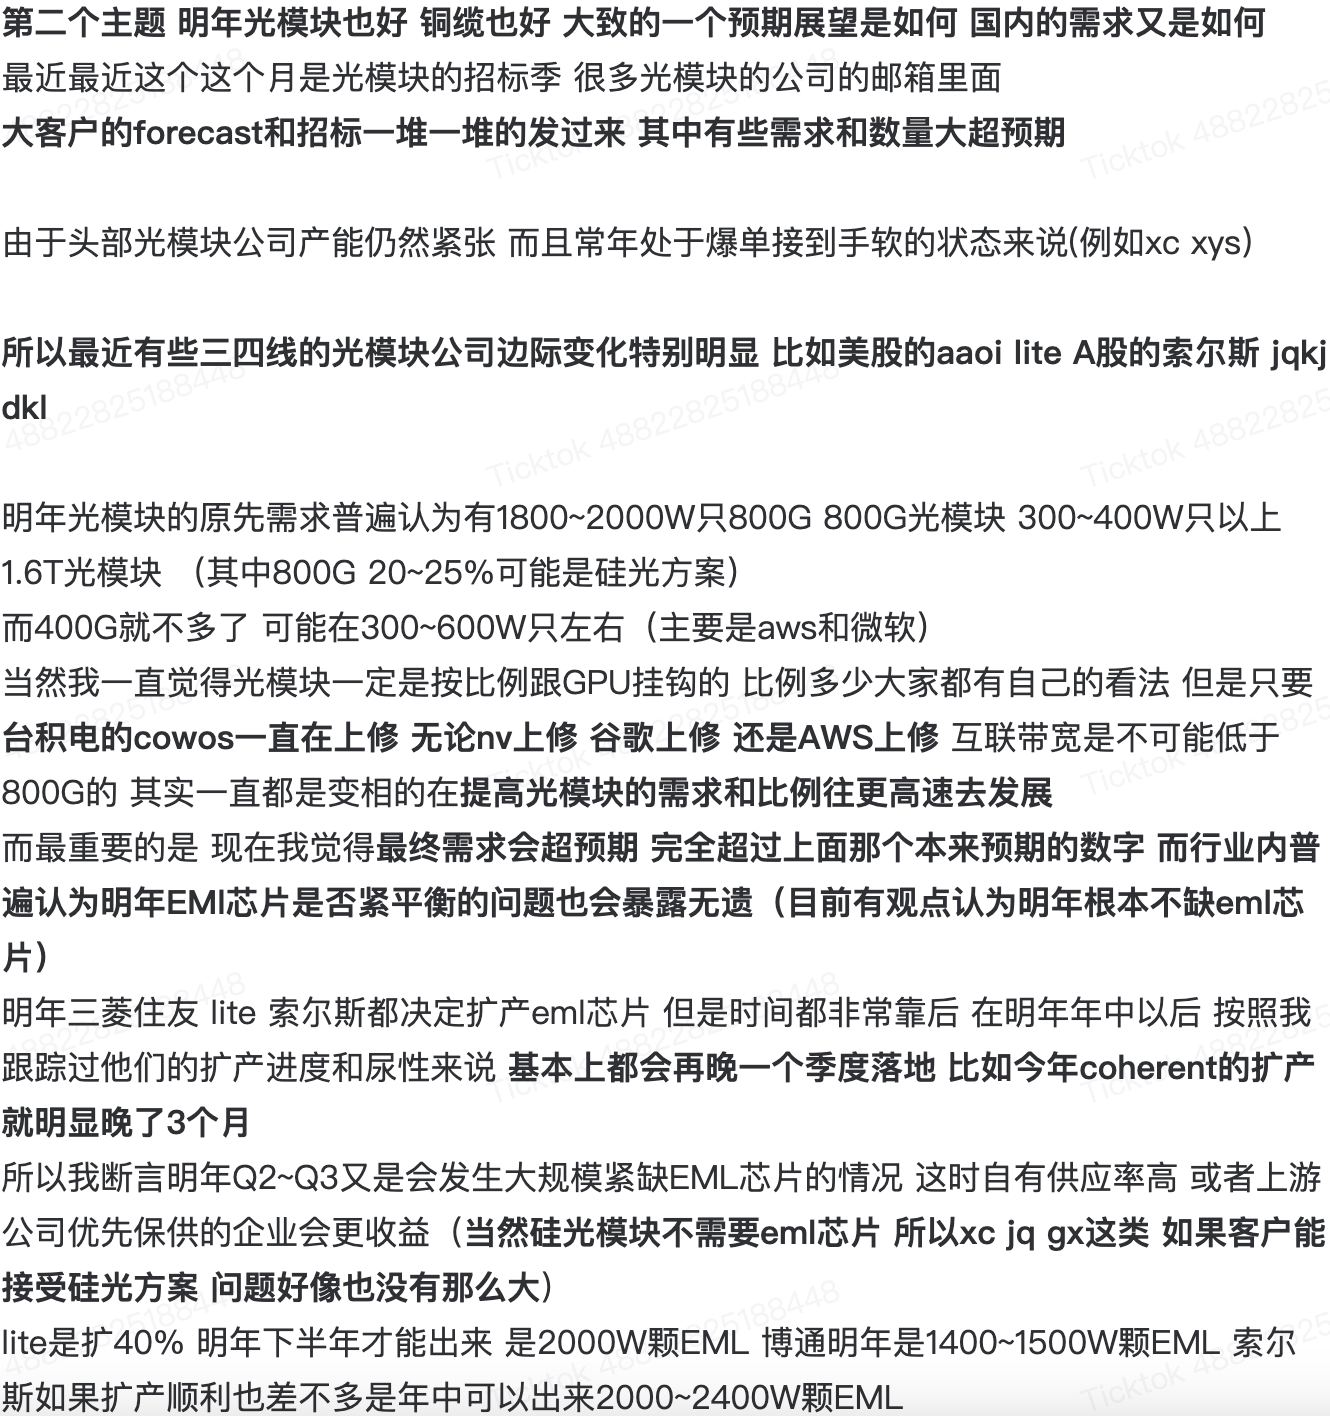 第二个主题 明年光模块也好 铜缆也好 大致的一个预期展望是如何 国内的需求又是如何
最近最近这个这个月是光模块的招标季 很多光模块的公司的邮箱里面
大客户的forecast和招标一堆一堆的发过来 其中有些需求和数量大超预期
由于头部光模块公司产能仍然紧张 而且常年处于爆单接到手软的状态来说(例如xc xys)
所以最近有些三四线的光模块公司边际变化特别明显 比如美股的aaoi lite A股的索尔斯 jqkj
dkl
明年光模块的原先需求普遍认为有1800~2000W只800G 800G光模块 300~400W只以上
1.6T光模块 （其中800G 20~25%可能是硅光方案）
而400G就不多了 可能在300~600W只左右（主要是aws和微软）
当然我一直觉得光模块一定是按比例跟GPU挂钩的 比例多少大家都有自己的看法 但是只要
台积电的cowos一直在上修 无论nv上修 谷歌上修 还是AWS上修 互联带宽是不可能低于
800G的 其实一直都是变相的在提高光模块的需求和比例往更高速去发展
而最重要的是 现在我觉得最终需求会超预期 完全超过上面那个本来预期的数字 而行业内普
遍认为明年EMl芯片是否紧平衡的问题也会暴露无遗（目前有观点认为明年根本不缺eml芯
片）
明年三菱住友 lite 索尔斯都决定扩产eml芯片 但是时间都非常靠后 在明年年中以后 按照我
跟踪过他们的扩产进度和尿性来说 基本上都会再晚一个季度落地 比如今年coherent的扩产
就明显晚了3个月
所以我断言明年Q2~Q3又是会发生大规模紧缺EML芯片的情况 这时自有供应率高 或者上游
公司优先保供的企业会更收益（当然硅光模块不需要eml芯片 所以xc jq gx这类 如果客户能
接受硅光方案 问题好像也没有那么大）
lite是扩40% 明年下半年才能出来 是2000W颗EML 博通明年是1400~1500W颗EML 索尔
斯如果扩产顺利也差不多是年中可以出来2000~2400W颗EML
Ticktok 48822825188448